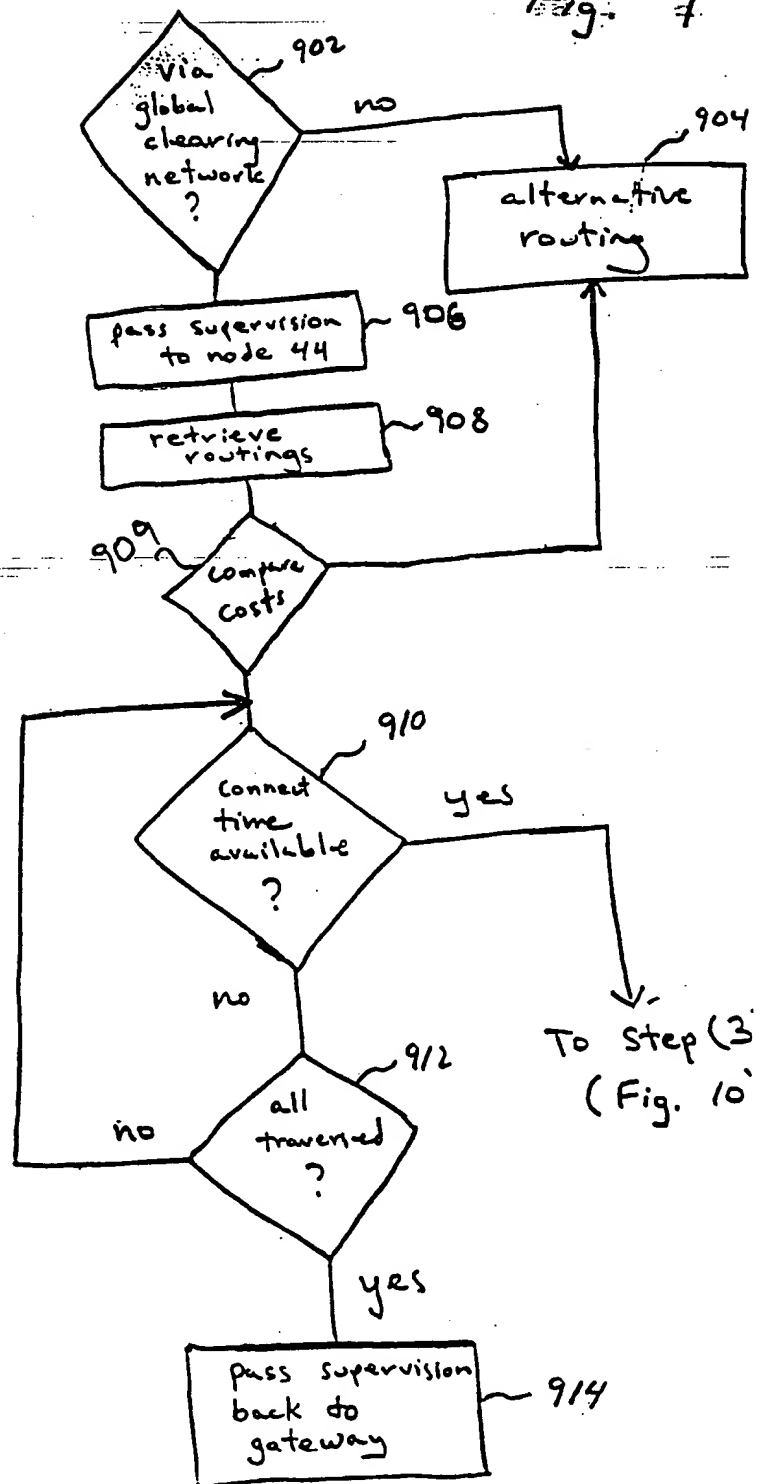 902
via
global
clearing
network
?
no
904
alternative
routing
pass supervision
to node 44
906
retrieve
routings
908
909
compare
costs
910
connect
time
available
?
yes
no
To Step (3
(Fig. 10
912
all
traversed
?
no
yes
pass supervision
back to
gateway
914